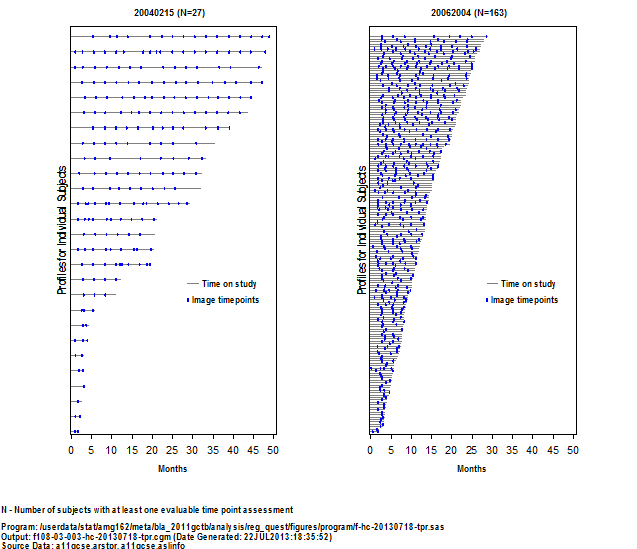 20040215 (N=27)
20062004 (N=163)
Profiles for Individual Subjects
Profiles for Individual Subjects
Time on study
Image timepoints
Time on study
Image timepoints
0 5 10 15 20 25 30 35 40 45 50
0 5 10 15 20 25 30 35 40 45 50
Months
Months
N - Number of subjects with at least one evaluable time point assessment
Program: /userdata/stat/amg162/meta/bla_2011gctb/analysis/reg_quest/figures/program/f-hc-20130718-tpr.sas
Output: f108-03-003-hc-20130718-tpr.cgm (Date Generated: 22JUL2013:18:35:52)
Source Data: a11gcse.arstpr, a11gcse.aslinfo